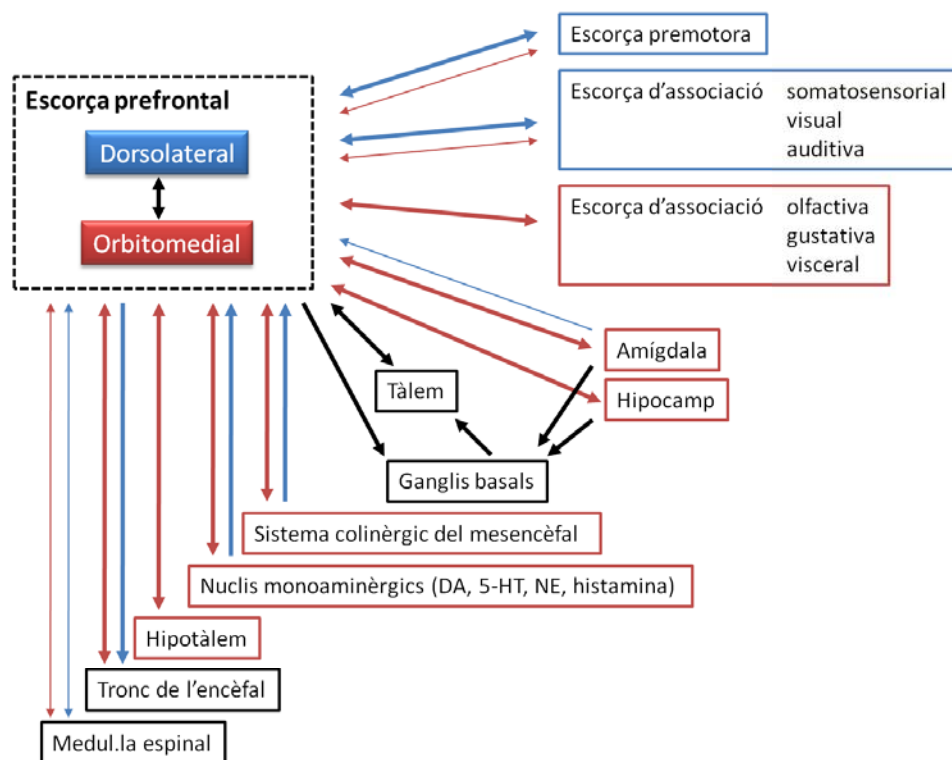 Escorça premotora
Escorça prefrontal
Dorsolateral
Orbitomedial
Escorça d'associació somatosensorial
visual
auditiva
Escorça d'associació olfactiva
gustativa
visceral
Amígdala
Hipocamp
Tàlem
Ganglis basals
Sistema colinèrgic del mesencèfal
Nuclis monoaminèrgics (DA, 5-HT, NE, histamina)
Hipotàlem
Tronc de l'encèfal
Medul.la espinal